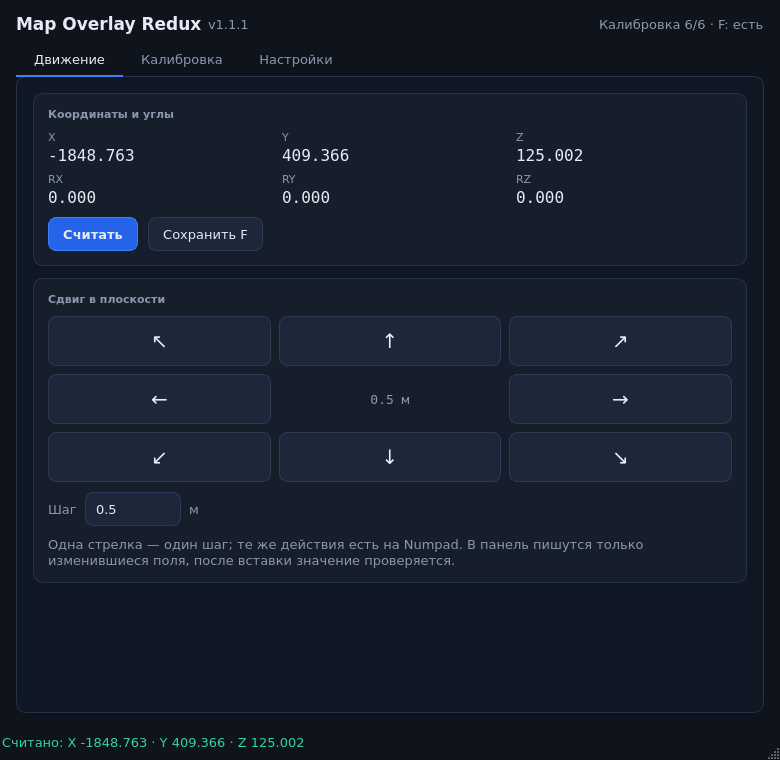 Map Overlay Redux v1.1.1 Калибровка 6/6 · F: есть
Движение Калибровка Настройки
Координаты и углы
X Y Z
-1848.763 409.366 125.002
RX RY RZ
0.000 0.000 0.000
Считать Сохранить F
Сдвиг в плоскости
↖ ↑ ↗
← 0.5 м →
↙ ↓ ↘
Шаг 0.5 м
Одна стрелка — один шаг; те же действия есть на Numpad. В панель пишутся только
изменившиеся поля, после вставки значение проверяется.
Считано: X -1848.763 · Y 409.366 · Z 125.002